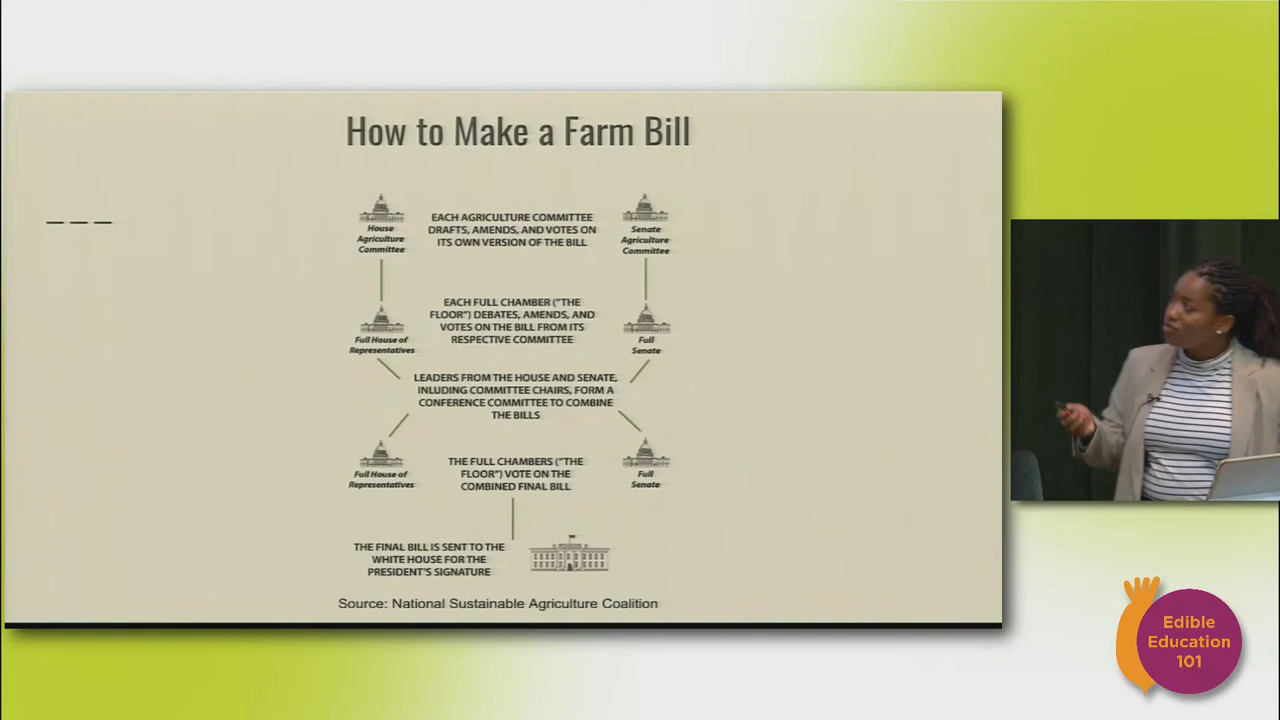 How to Make a Farm Bill
House
Agriculture
Committee
EACH AGRICULTURE COMMITTEE
DRAFTS, AMENDS, AND VOTES ON
ITS OWN VERSION OF THE BILL
Senate
Agriculture
Committee
Full House of
Representatives
EACH FULL CHAMBER ("THE
FLOOR") DEBATES, AMENDS, AND
VOTES ON THE BILL FROM ITS
RESPECTIVE COMMITTEE
Full
Senate
LEADERS FROM THE HOUSE AND SENATE,
INLUDING COMMITTEE CHAIRS, FORM A
CONFERENCE COMMITTEE TO COMBINE
THE BILLS
Full House of
Representatives
THE FULL CHAMBERS ("THE
FLOOR") VOTE ON THE
COMBINED FINAL BILL
Full
Senate
THE FINAL BILL IS SENT TO THE
WHITE HOUSE FOR THE
PRESIDENT'S SIGNATURE
Source: National Sustainable Agriculture Coalition
Edible
Education
101